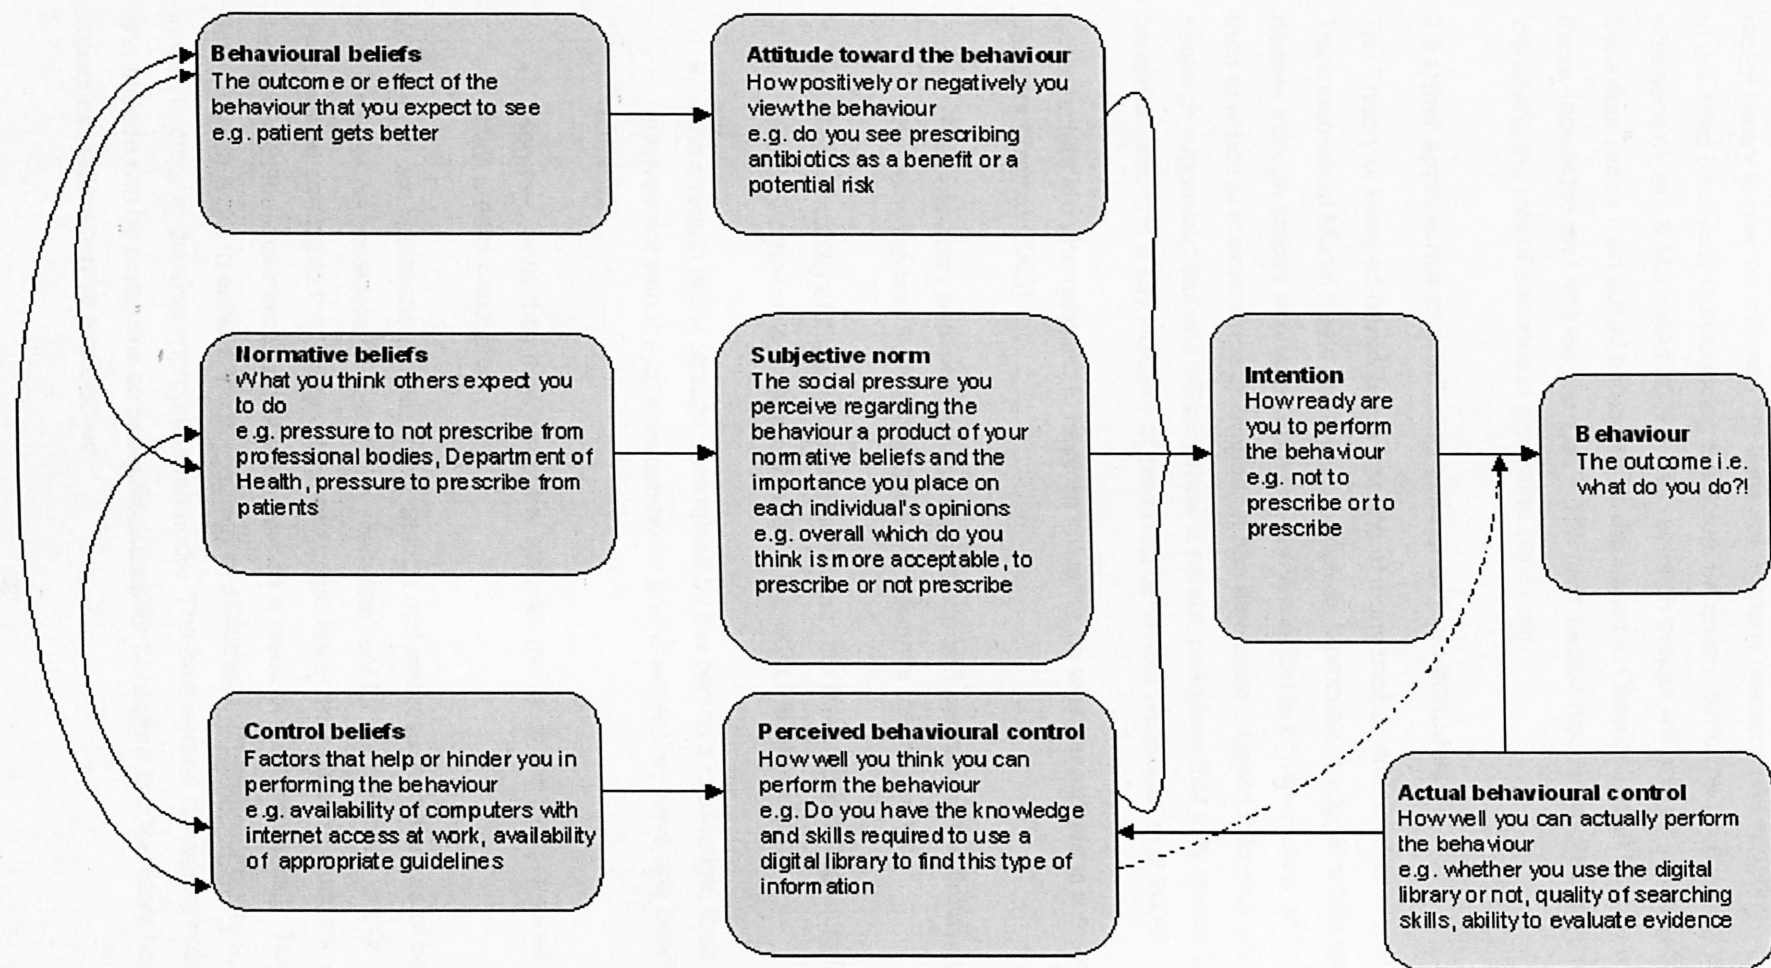 Behavioural beliefs
The outcome or effect of the
behaviour that you expect to see
e.g. patient gets better
Attitude toward the behaviour
How positively or negatively you
view the behaviour
e.g. do you see prescribing
antibiotics as a benefit or a
potential risk
Normative beliefs
What you think others expect you
to do
e.g. pressure to not prescribe from
professional bodies, Department of
Health, pressure to prescribe from
patients
Subjective norm
The social pressure you
perceive regarding the
behaviour a product of your
normative beliefs and the
importance you place on
each individual's opinions
e.g. overall which do you
think is more acceptable, to
prescribe or not prescribe
Intention
How ready are
you to perform
the behaviour
e.g. not to
prescribe or to
prescribe
Behaviour
The outcome i.e.
what do you do?!
Control beliefs
Factors that help or hinder you in
performing the behaviour
e.g. availability of computers with
internet access at work, availability
of appropriate guidelines
Perceived behavioural control
How well you think you can
perform the behaviour
e.g. Do you have the knowledge
and skills required to use a
digital library to find this type of
information
Actual behavioural control
How well you can actually perform
the behaviour
e.g. whether you use the digital
library or not, quality of searching
skills, ability to evaluate evidence